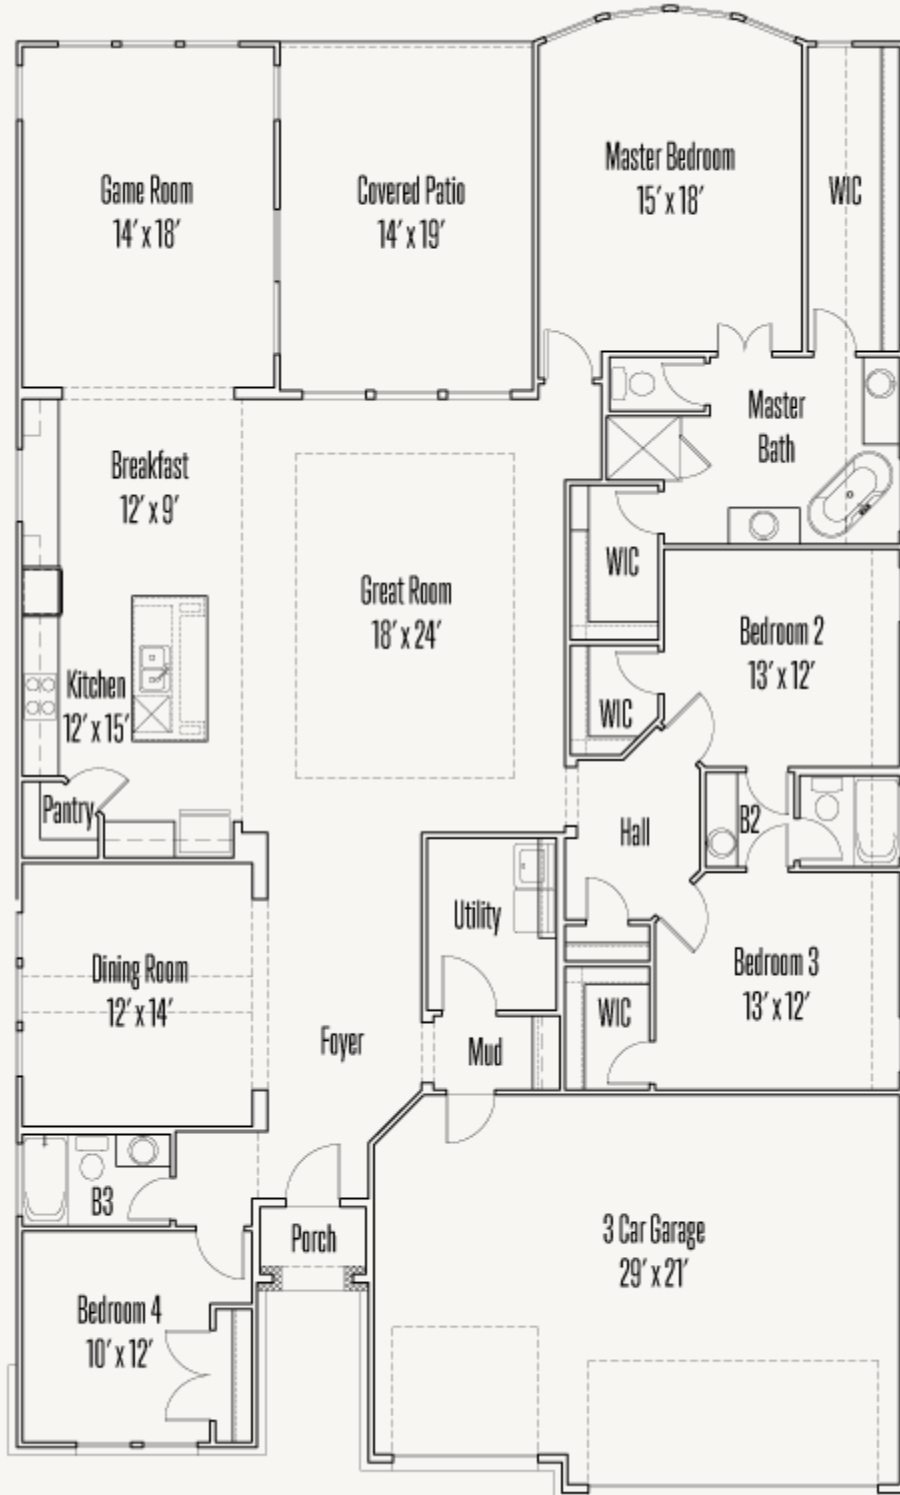 Game Room
14′ x 18′
Covered Patio
14′ x 19′
Master Bedroom
15′ x 18′
WIC
Master
Bath
Breakfast
12′ x 9′
Great Room
18′ x 24′
WIC
Bedroom 2
13′ x 12′
Kitchen
12′ x 15′
WIC
Pantry
Hall
B2
Utility
Dining Room
12′ x 14′
Bedroom 3
13′ x 12′
WIC
Foyer
Mud
B3
Porch
3 Car Garage
29′ x 21′
Bedroom 4
10′ x 12′